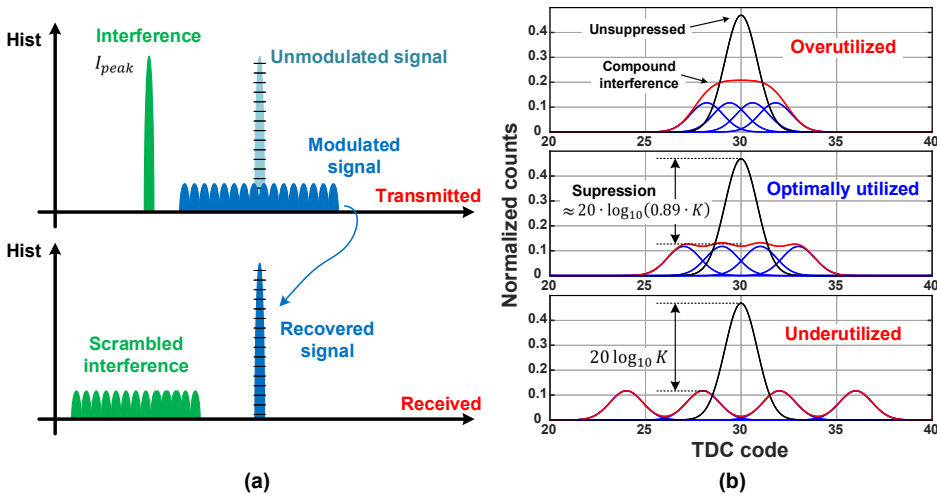 Hist
Interference
I_peak
Unmodulated signal
Modulated
signal
Transmitted
Hist
Scrambled
interference
Recovered
signal
Received
(a)
Normalized counts
0.4
0.3
0.2
0.1
0
Unsuppressed
Compound
interference
Overutilized
20 25 30 35 40
0.4
0.3
0.2
0.1
0
Supression
≈20·log₁₀(0.89·K)
Optimally utilized
20 25 30 35 40
0.4
0.3
0.2
0.1
0
20 log₁₀ K
Underutilized
20 25 30 35 40
TDC code
(b)